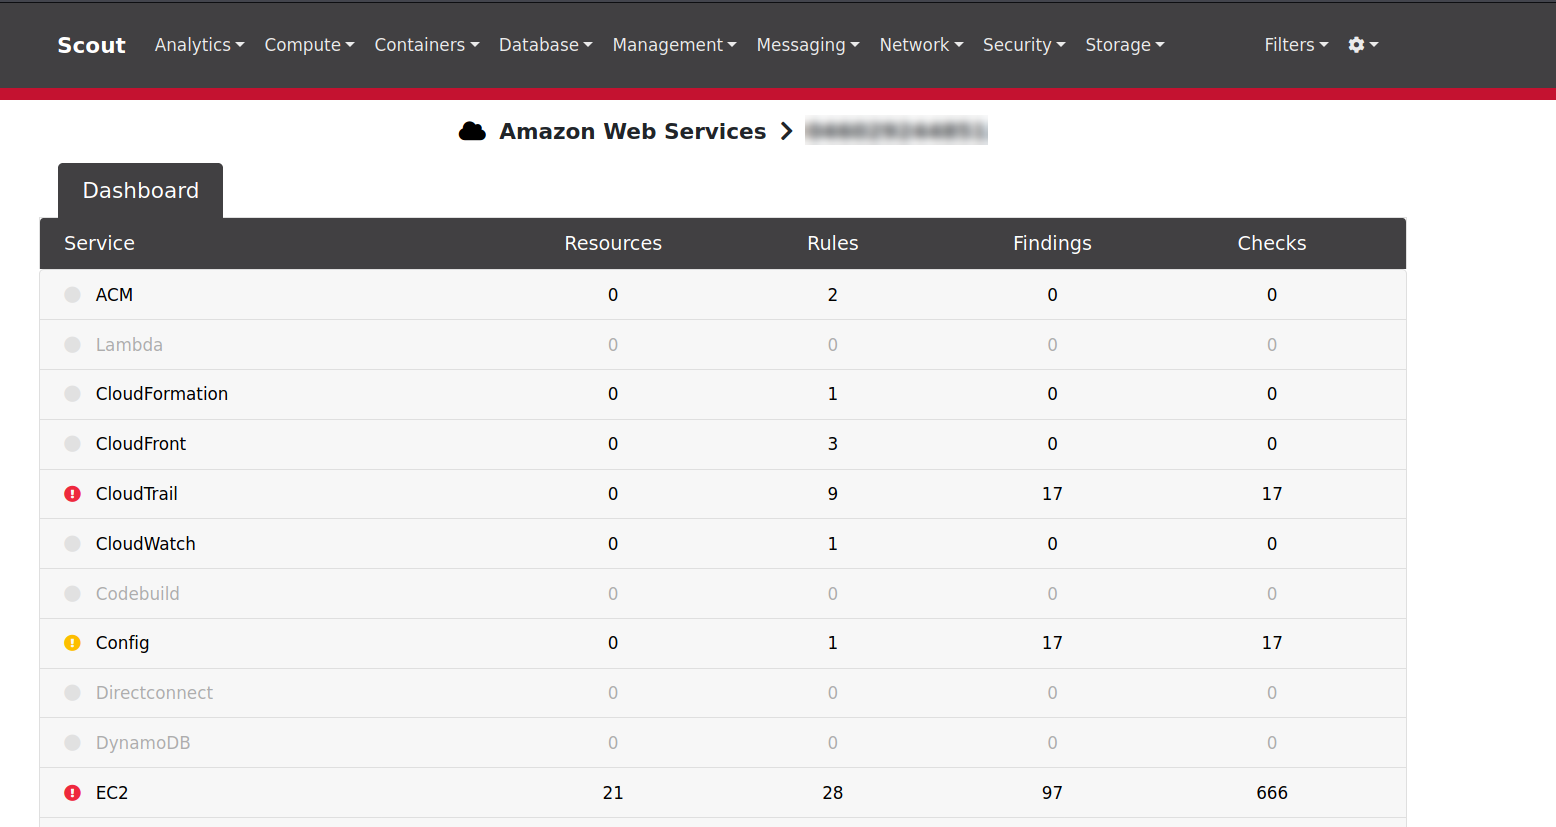 Scout Analytics Compute Containers Database Management Messaging Network Security Storage Filters
Amazon Web Services
Dashboard
Service Resources Rules Findings Checks
ACM 0 2 0 0
Lambda 0 0 0 0
CloudFormation 0 1 0 0
CloudFront 0 3 0 0
CloudTrail 0 9 17 17
CloudWatch 0 1 0 0
Codebuild 0 0 0 0
Config 0 1 17 17
Directconnect 0 0 0 0
DynamoDB 0 0 0 0
EC2 21 28 97 666